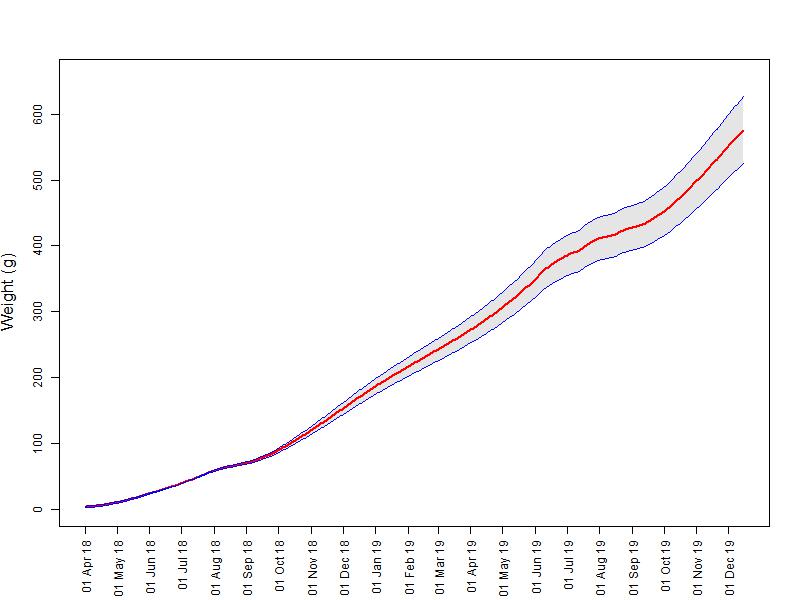 Weight (g)
600
500
400
300
200
100
0
01 Apr 18
01 May 18
01 Jun 18
01 Jul 18
01 Aug 18
01 Sep 18
01 Oct 18
01 Nov 18
01 Dec 18
01 Jan 19
01 Feb 19
01 Mar 19
01 Apr 19
01 May 19
01 Jun 19
01 Jul 19
01 Aug 19
01 Sep 19
01 Oct 19
01 Nov 19
01 Dec 19